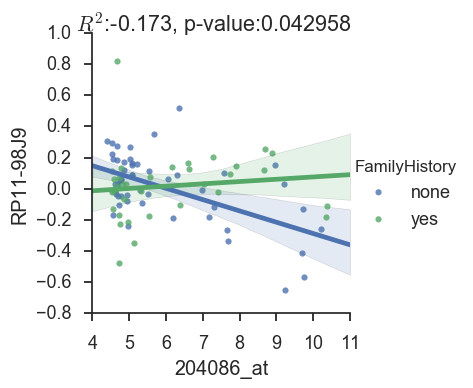 R²:-0.173, p-value:0.042958
1.0
0.8
0.6
0.4
0.2
0.0
−0.2
−0.4
−0.6
−0.8
RP11-98J9
4 5 6 7 8 9 10 11
204086_at
FamilyHistory
none
yes